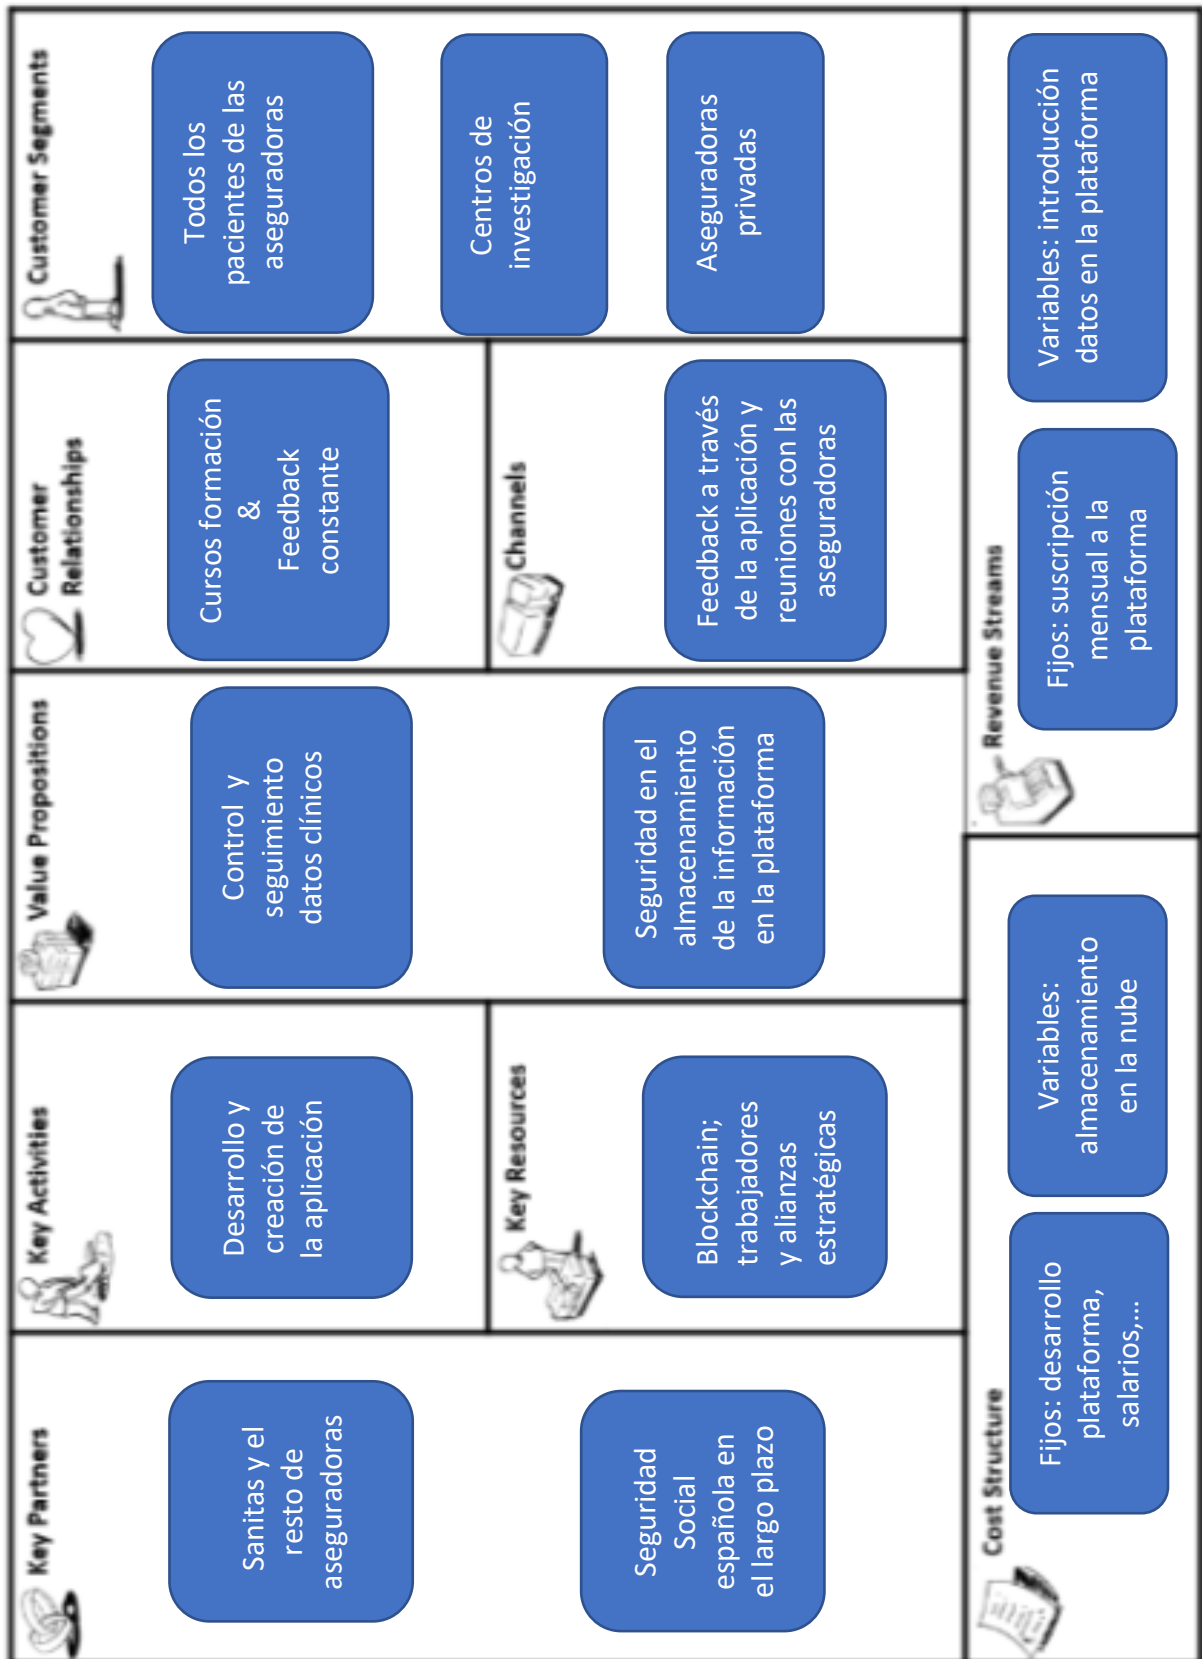 Key Partners
Sanitas y el
resto de
aseguradoras
Seguridad
Social
española en
el largo plazo
Key Activities
Desarrollo y
creación de
la aplicación
Key Resources
Blockchain;
trabajadores
y alianzas
estratégicas
Value Propositions
Control y
seguimiento
datos clínicos
Seguridad en el
almacenamiento
de la información
en la plataforma
Customer
Relationships
Cursos formación
&
Feedback
constante
Channels
Feedback a través
de la aplicación y
reuniones con las
aseguradoras
Customer Segments
Todos los
pacientes de las
aseguradoras
Centros de
investigación
Aseguradoras
privadas
Cost Structure
Fijos: desarrollo
plataforma,
salarios,...
Variables:
almacenamiento
en la nube
Revenue Streams
Fijos: suscripción
mensual a la
plataforma
Variables: introducción
datos en la plataforma